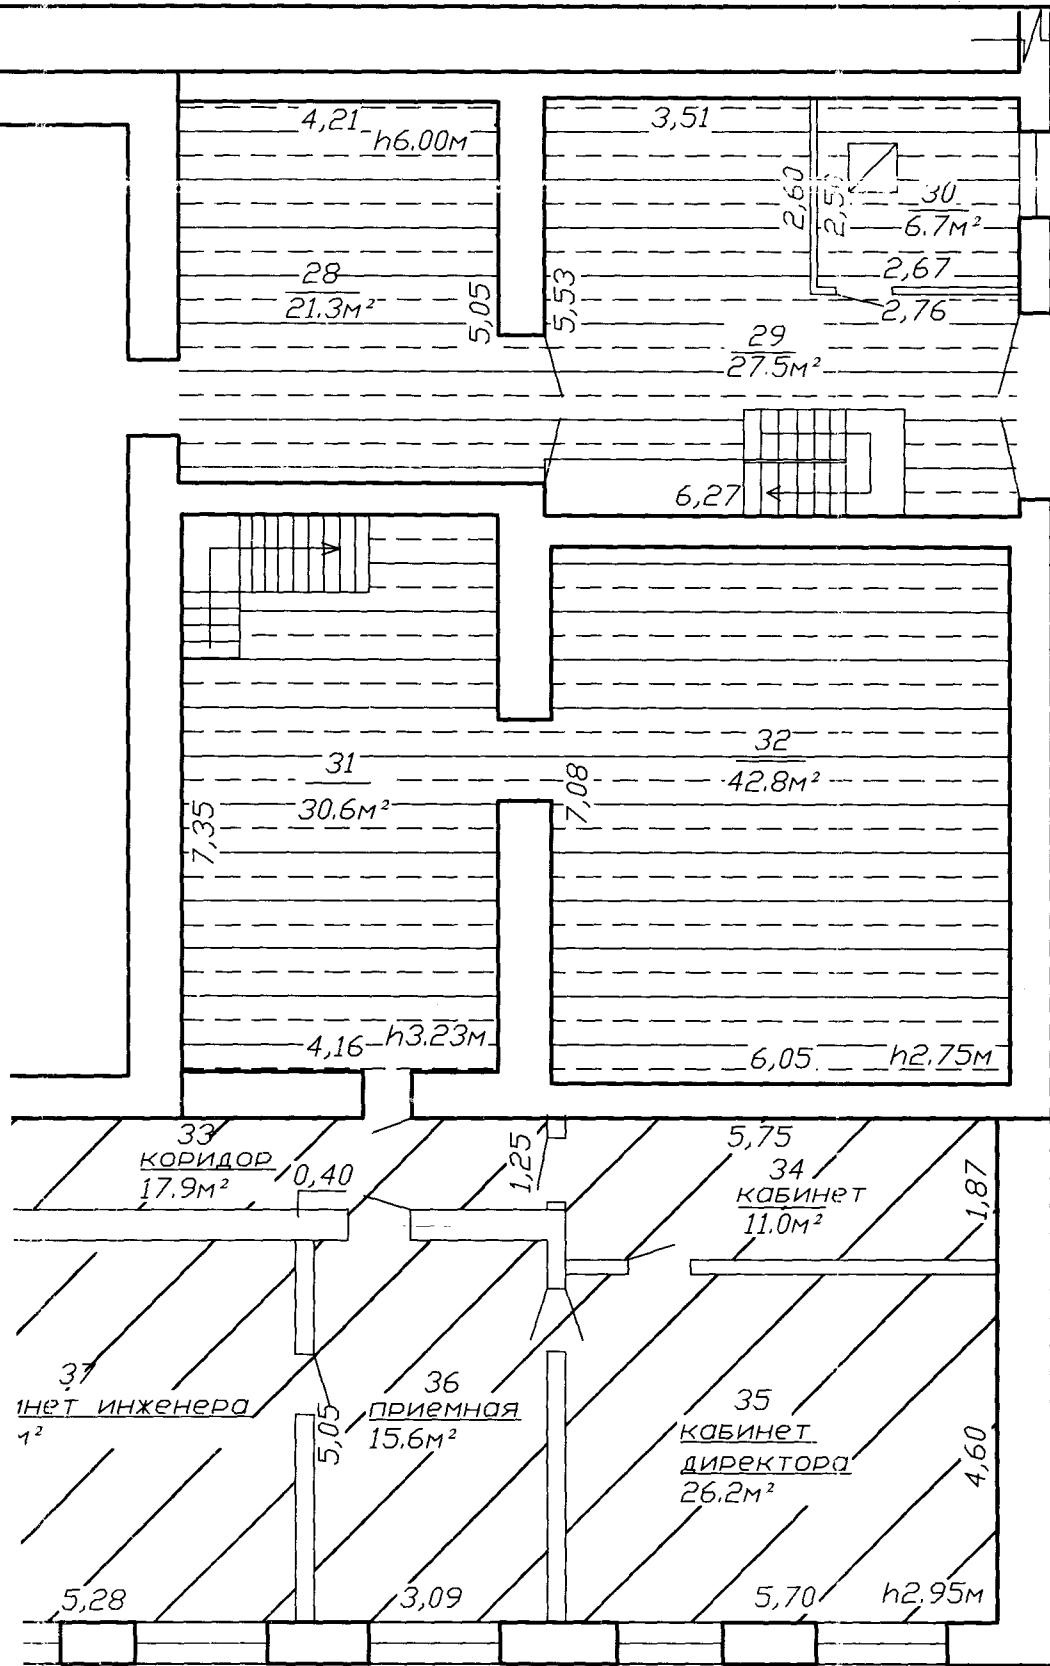 4,21
h6.00м
3,51
2,60
30
6.7м²
2,67
2,76
28
21.3м²
5,05
5,53
29
27.5м²
6,27
31
30.6м²
7,35
7,08
32
42.8м²
4,16
h3.23м
6,05
h2.75м
33
коридор
17.9м²
0,40
1,25
5,75
34
кабинет
11.0м²
1,87
37
инженера
36
приемная
15.6м²
5,05
35
кабинет
директора
26.2м²
4,60
5,28
3,09
5,70
h2.95м